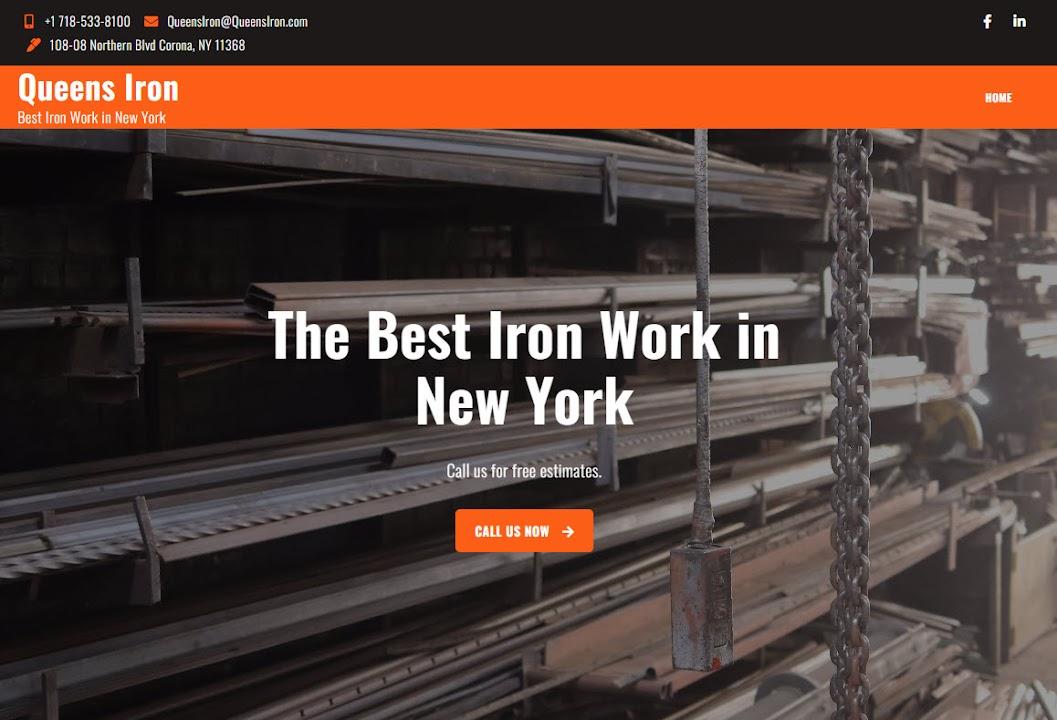 +1 718-533-8100 QueensIron@QueensIron.com
108-08 Northern Blvd Corona, NY 11368
Queens Iron
Best Iron Work in New York
HOME
The Best Iron Work in
New York
Call us for free estimates.
CALL US NOW